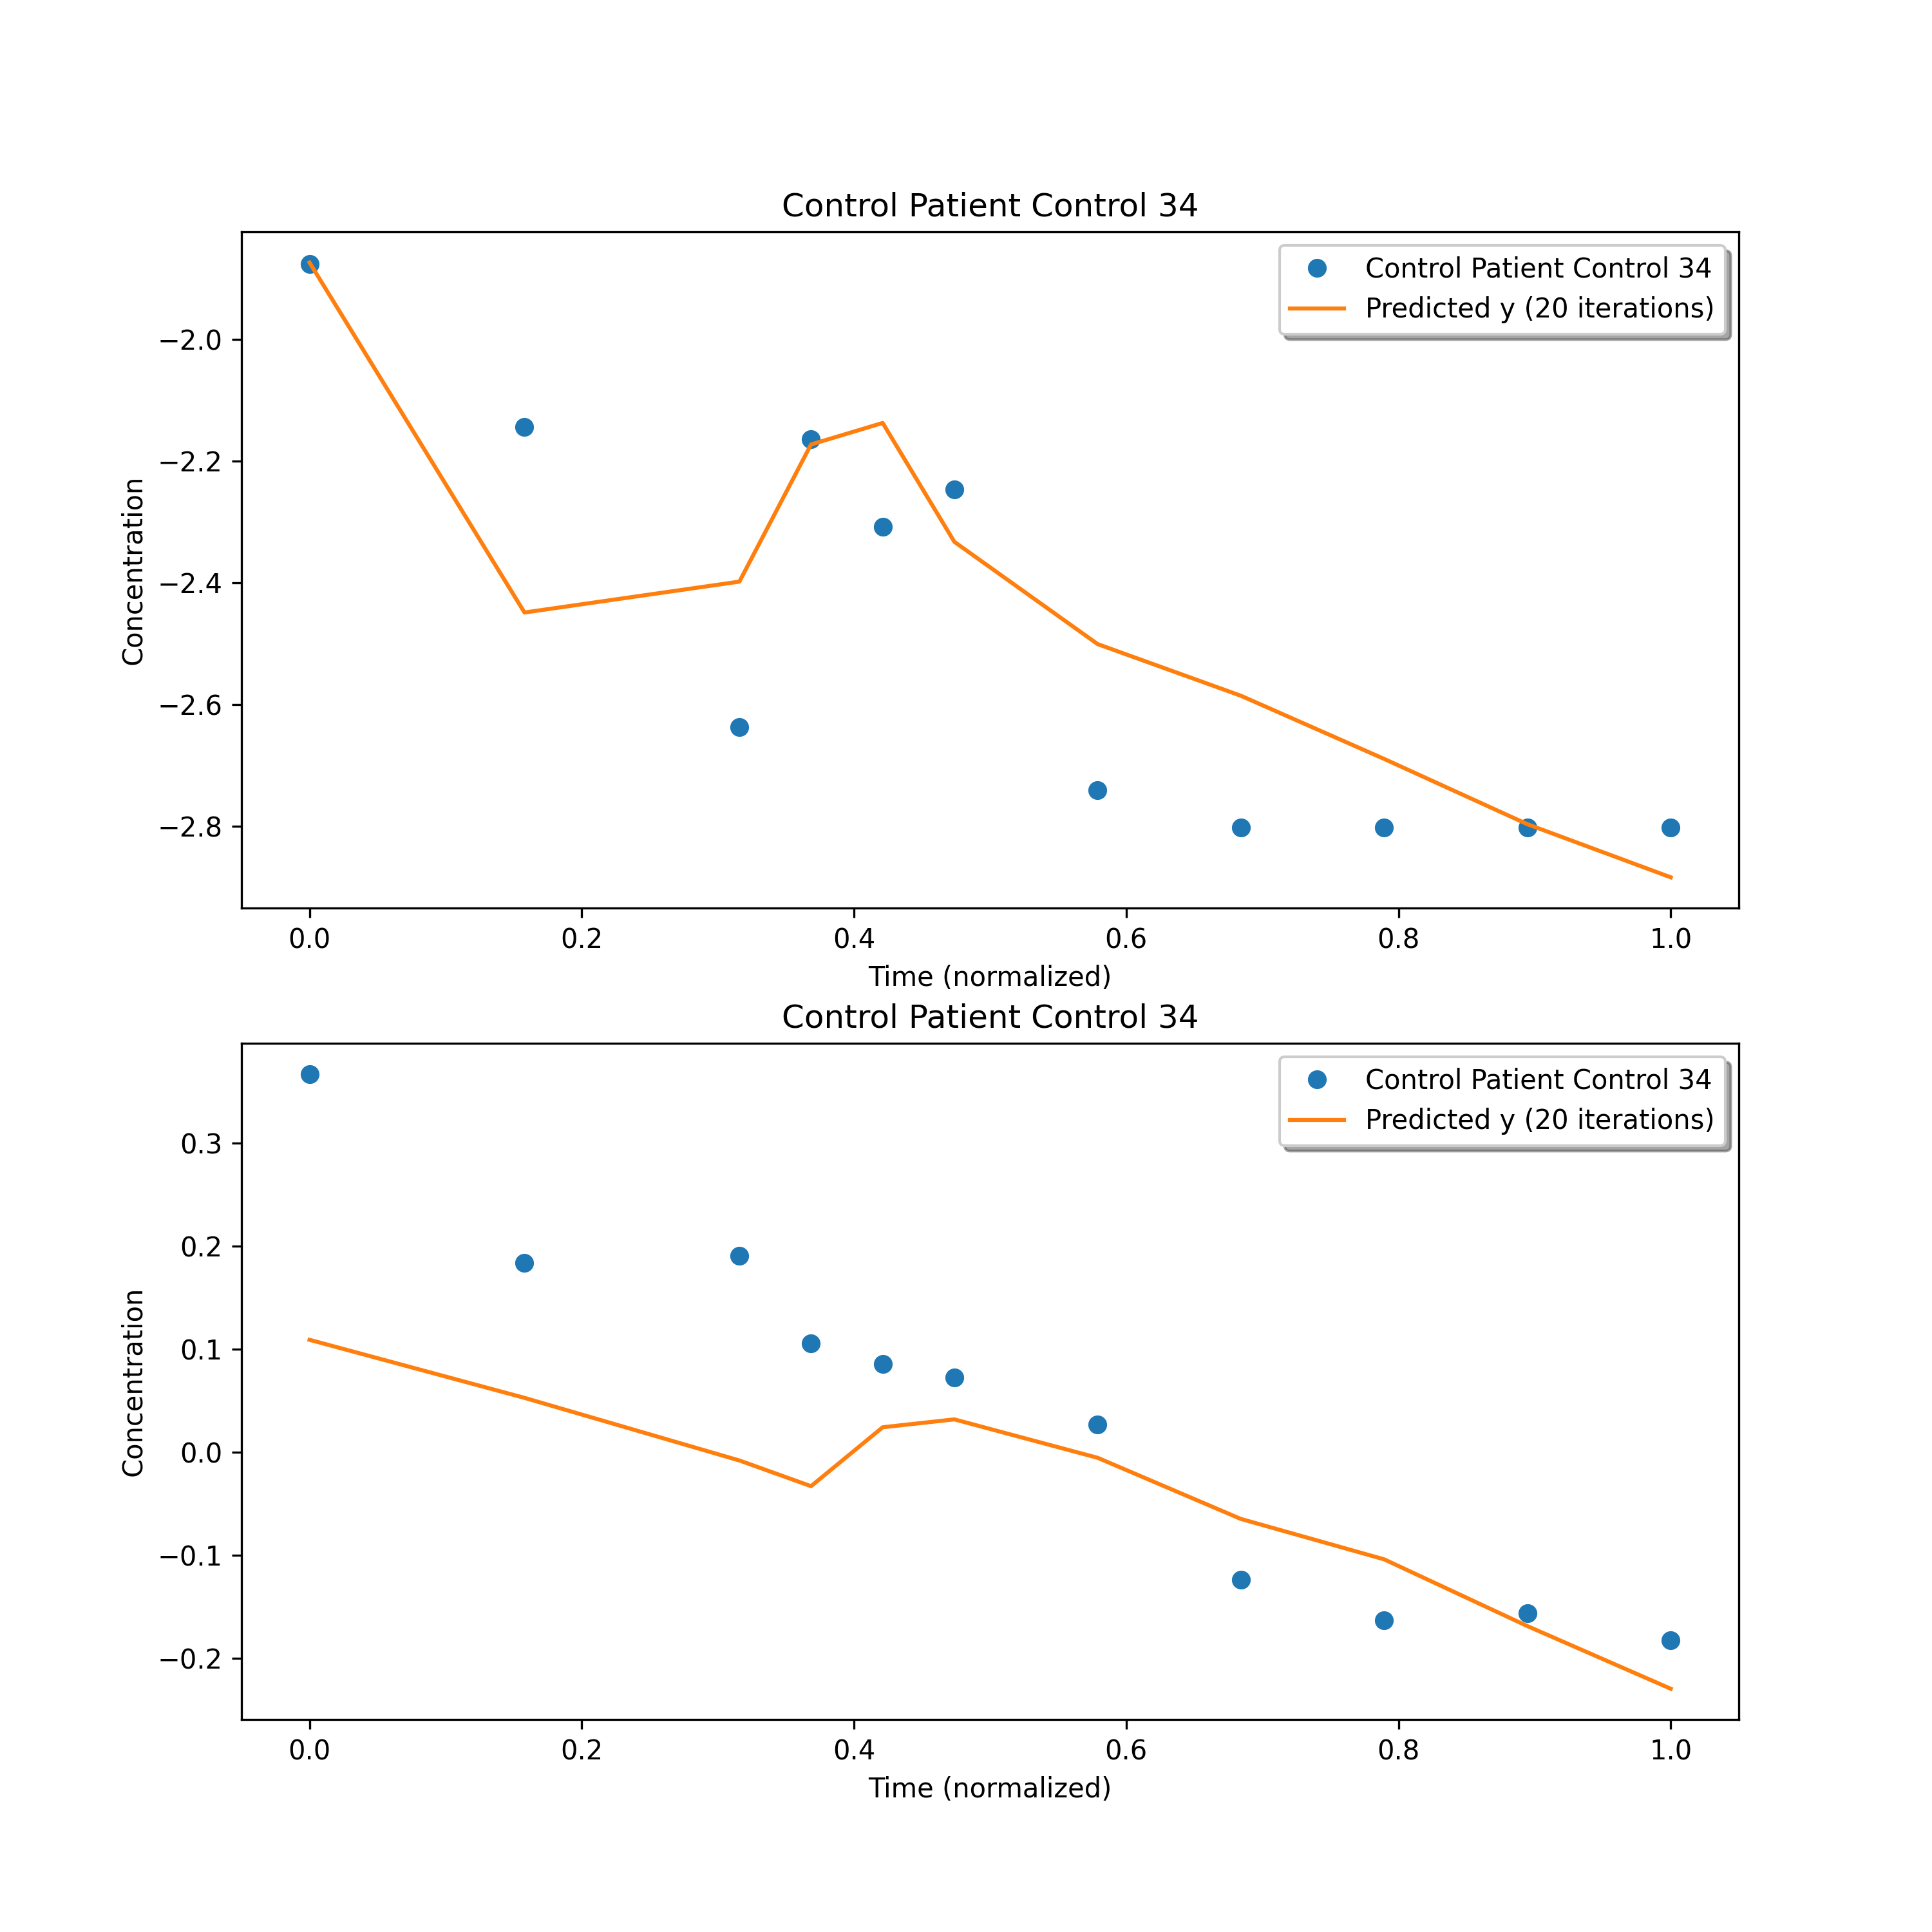 Control Patient Control 34
Control Patient Control 34
Predicted y (20 iterations)
−2.0
−2.2
−2.4
−2.6
−2.8
Concentration
0.0 0.2 0.4 0.6 0.8 1.0
Time (normalized)
Control Patient Control 34
Control Patient Control 34
Predicted y (20 iterations)
0.3
0.2
0.1
0.0
−0.1
−0.2
Concentration
0.0 0.2 0.4 0.6 0.8 1.0
Time (normalized)